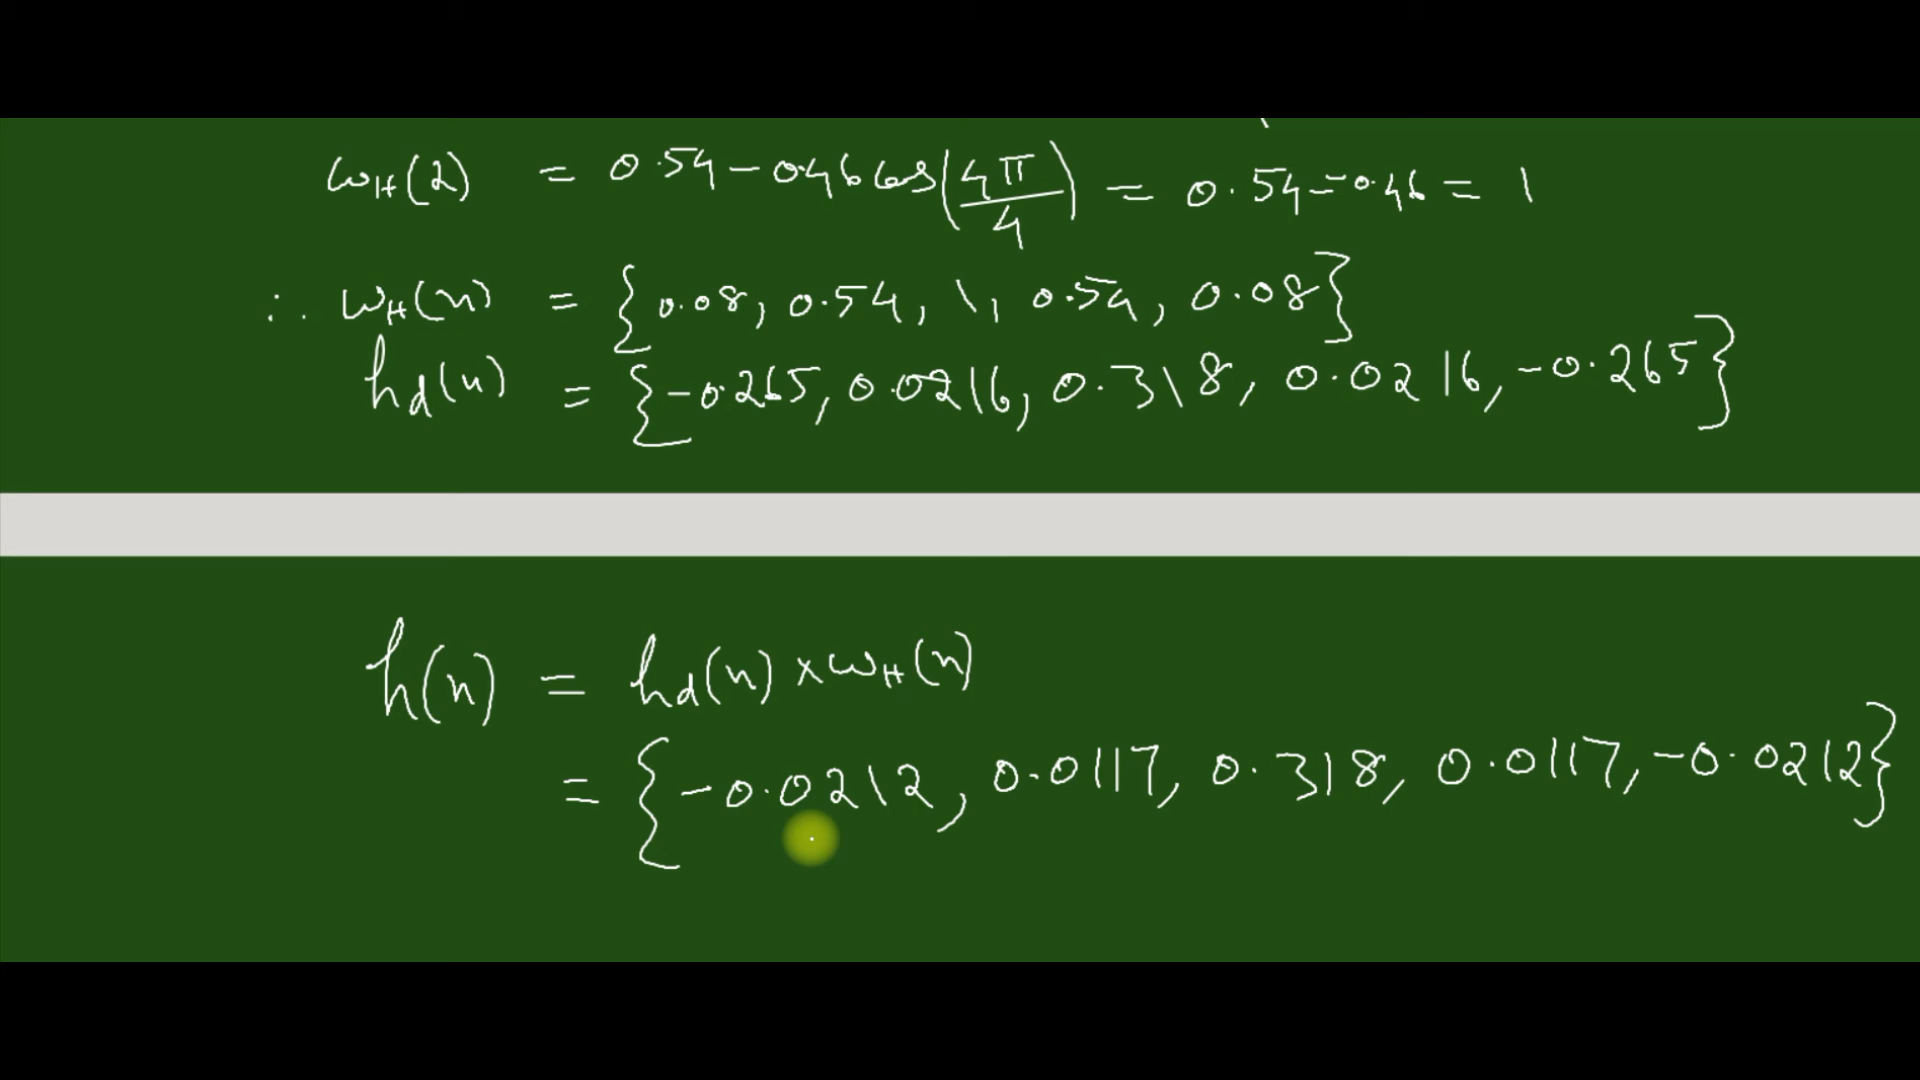 ωH(2) = 0.54-0.46 cos(4π/4) = 0.54--0.46 = 1
∴ ωH(n) = {0.08, 0.54, 1, 0.54, 0.08}
hd(n) = {-0.265, 0.0216, 0.318, 0.0216, -0.265}
h(n) = hd(n)×ωH(n)
= {-0.0212, 0.0117, 0.318, 0.0117, -0.0212}